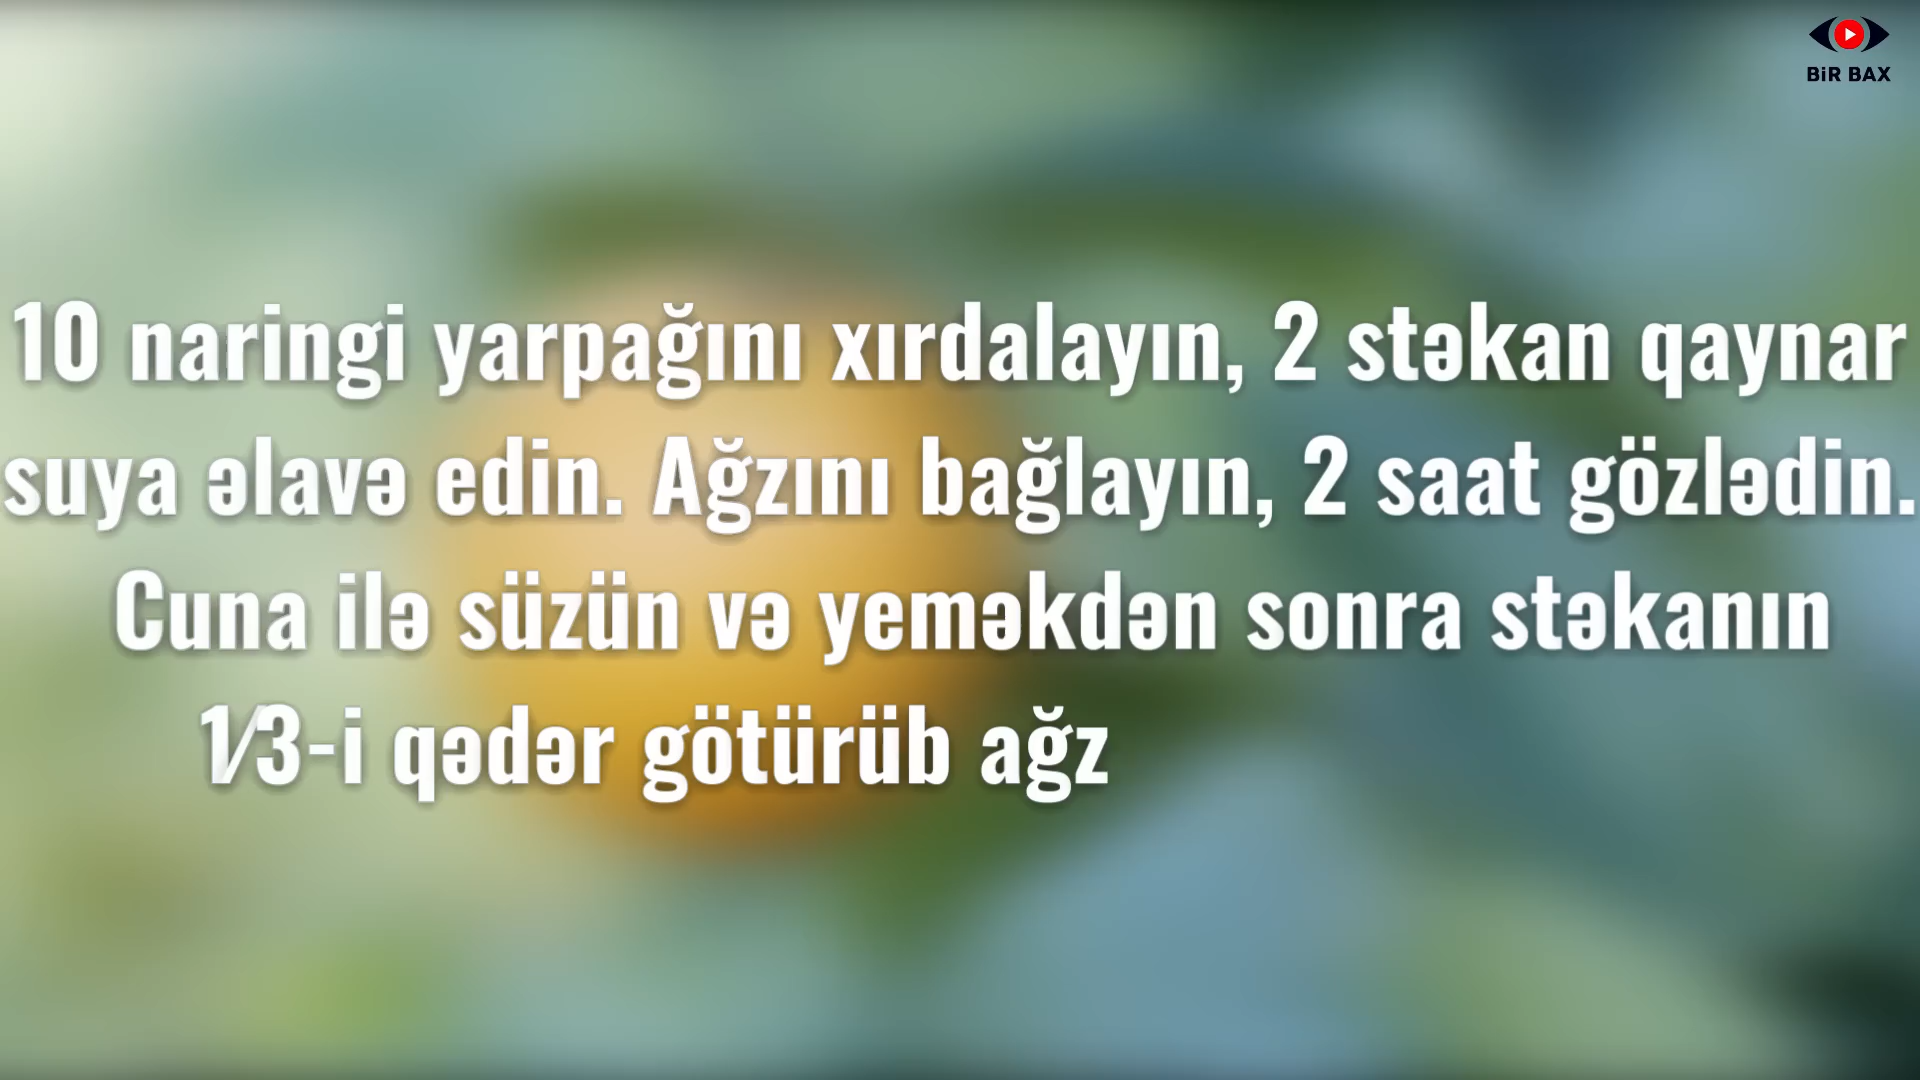 BİR BAX
10 naringi yarpağını xırdalayın, 2 stəkan qaynar
suya əlavə edin. Ağzını bağlayın, 2 saat gözlədin.
Cuna ilə süzün və yeməkdən sonra stəkanın
1/3-i qədər götürüb ağz